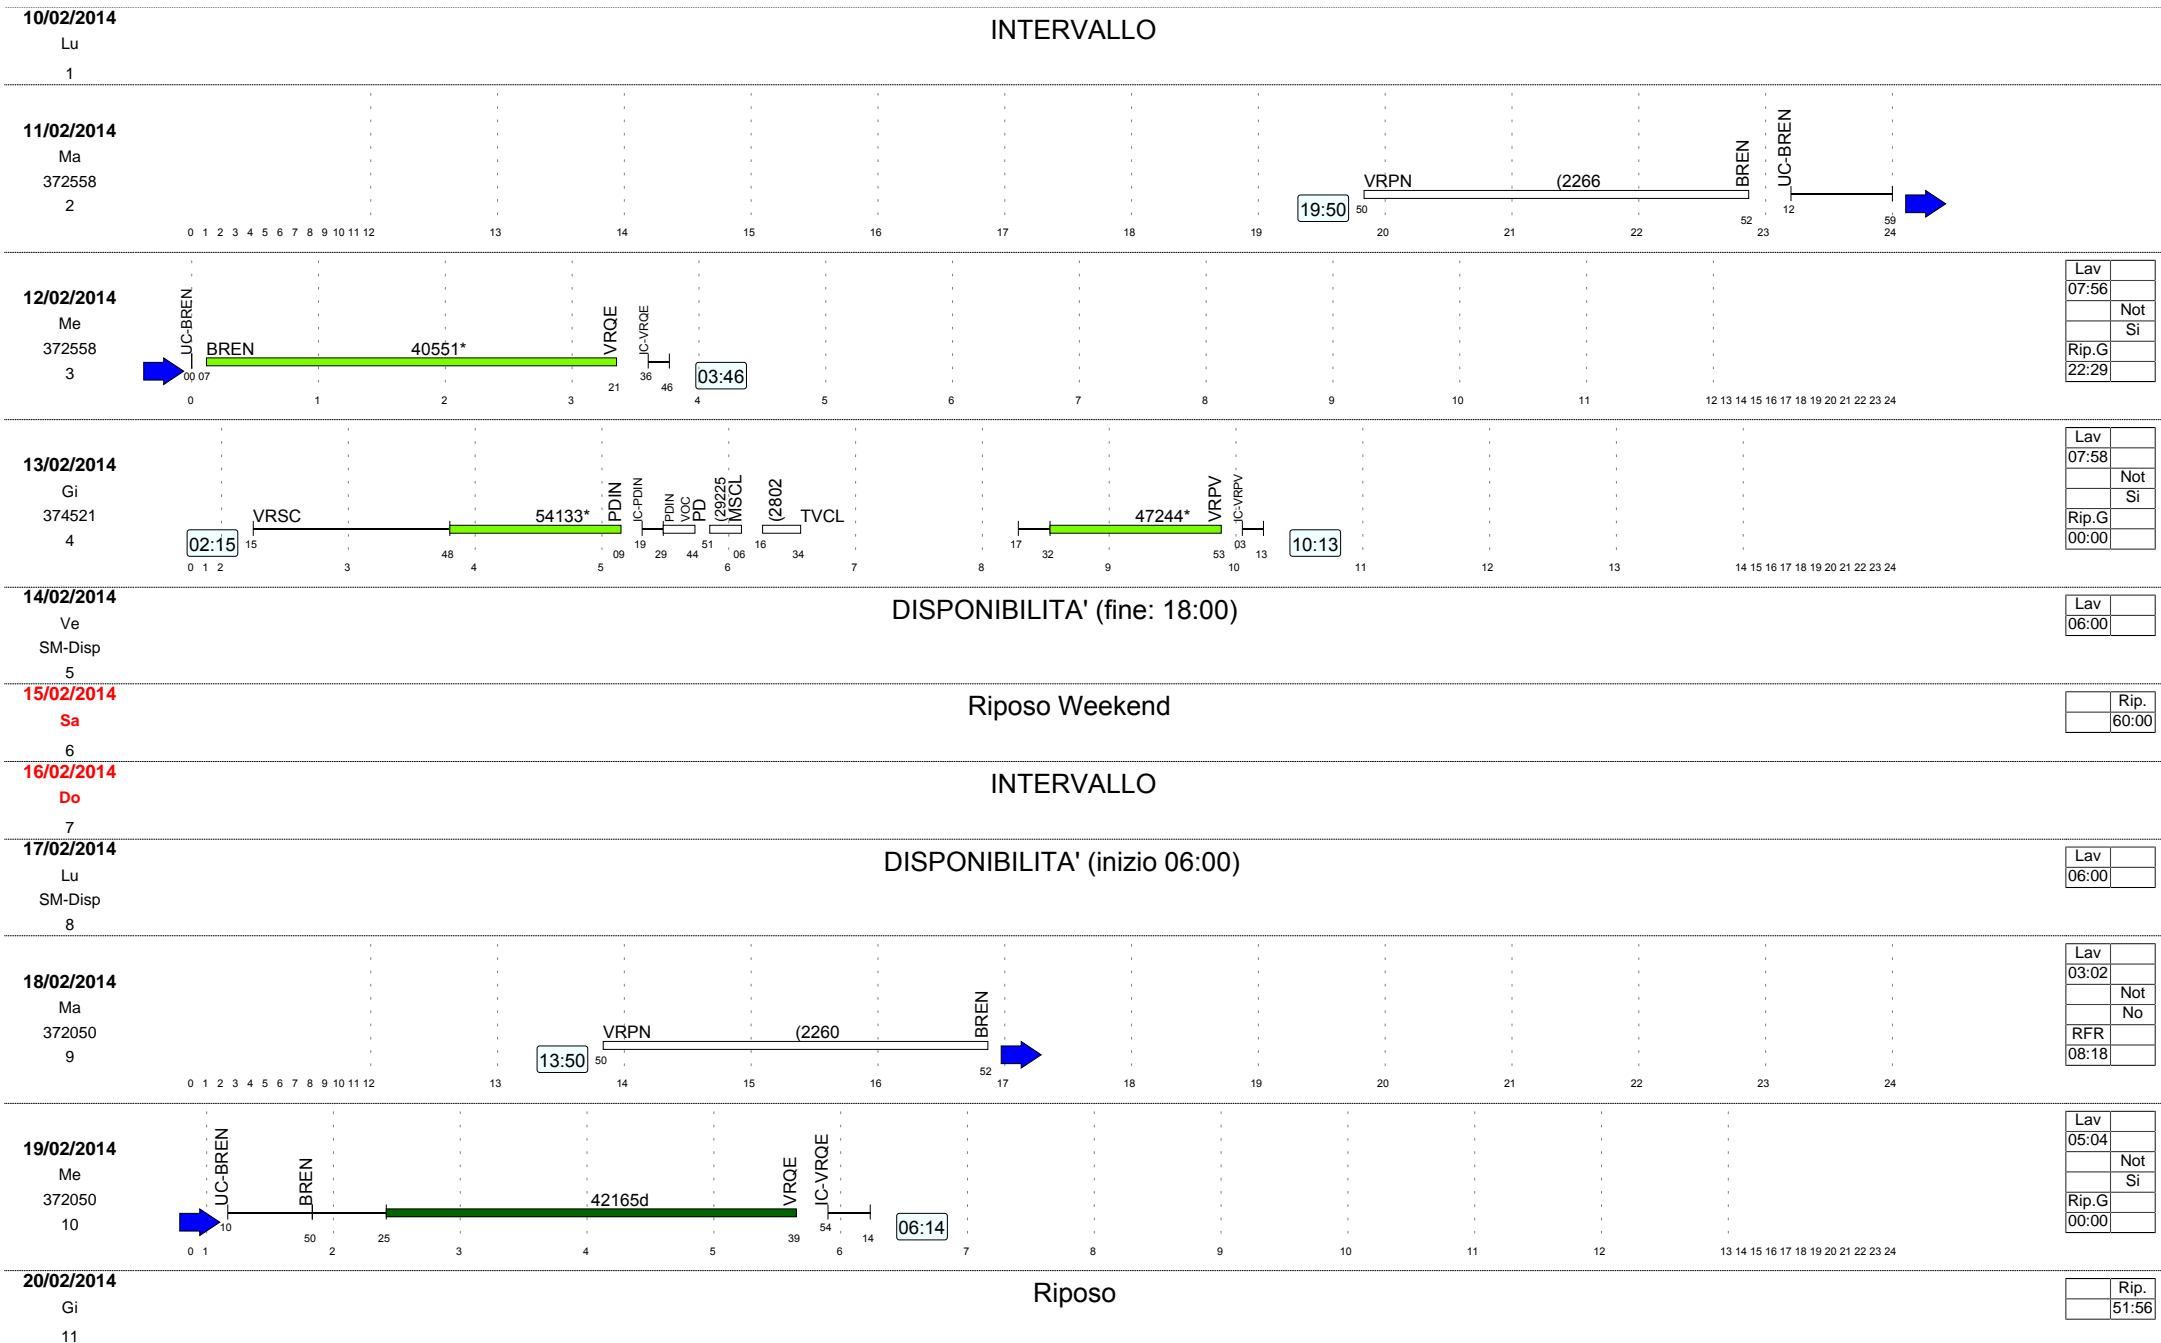 10/02/2014
Lu
1
INTERVALLO
11/02/2014
Ma
372558
2
19:50
VRPN
(2266
BREN
UC-BREN
50
52
12
59
0 1 2 3 4 5 6 7 8 9 10 11 12 13 14 15 16 17 18 19 20 21 22 23 24
12/02/2014
Me
372558
3
UC-BREN
BREN
40551*
VRQE
IC-VRQE
00 07
21
36
46
03:46
0 1 2 3 4 5 6 7 8 9 10 11 12 13 14 15 16 17 18 19 20 21 22 23 24
Lav
07:56
Not
Si
Rip.G
22:29
13/02/2014
Gi
374521
4
02:15
VRSC
54133*
PDIN
IC-PDIN
PDIN
VOC
PD
(29225
MSCL
(2802
TVCL
47244*
VRPV
IC-VRPV
15
48
09
19
29
44
51
06
16
34
17
32
53
03
13
10:13
0 1 2 3 4 5 6 7 8 9 10 11 12 13 14 15 16 17 18 19 20 21 22 23 24
Lav
07:58
Not
Si
Rip.G
00:00
14/02/2014
Ve
SM-Disp
5
DISPONIBILITA' (fine: 18:00)
Lav
06:00
15/02/2014
Sa
6
Riposo Weekend
Rip.
60:00
16/02/2014
Do
7
INTERVALLO
17/02/2014
Lu
SM-Disp
8
DISPONIBILITA' (inizio 06:00)
Lav
06:00
18/02/2014
Ma
372050
9
13:50
VRPN
(2260
BREN
50
52
0 1 2 3 4 5 6 7 8 9 10 11 12 13 14 15 16 17 18 19 20 21 22 23 24
Lav
03:02
Not
No
RFR
08:18
19/02/2014
Me
372050
10
UC-BREN
BREN
42165d
VRQE
IC-VRQE
10
50
25
39
54
14
06:14
0 1 2 3 4 5 6 7 8 9 10 11 12 13 14 15 16 17 18 19 20 21 22 23 24
Lav
05:04
Not
Si
Rip.G
00:00
20/02/2014
Gi
11
Riposo
Rip.
51:56